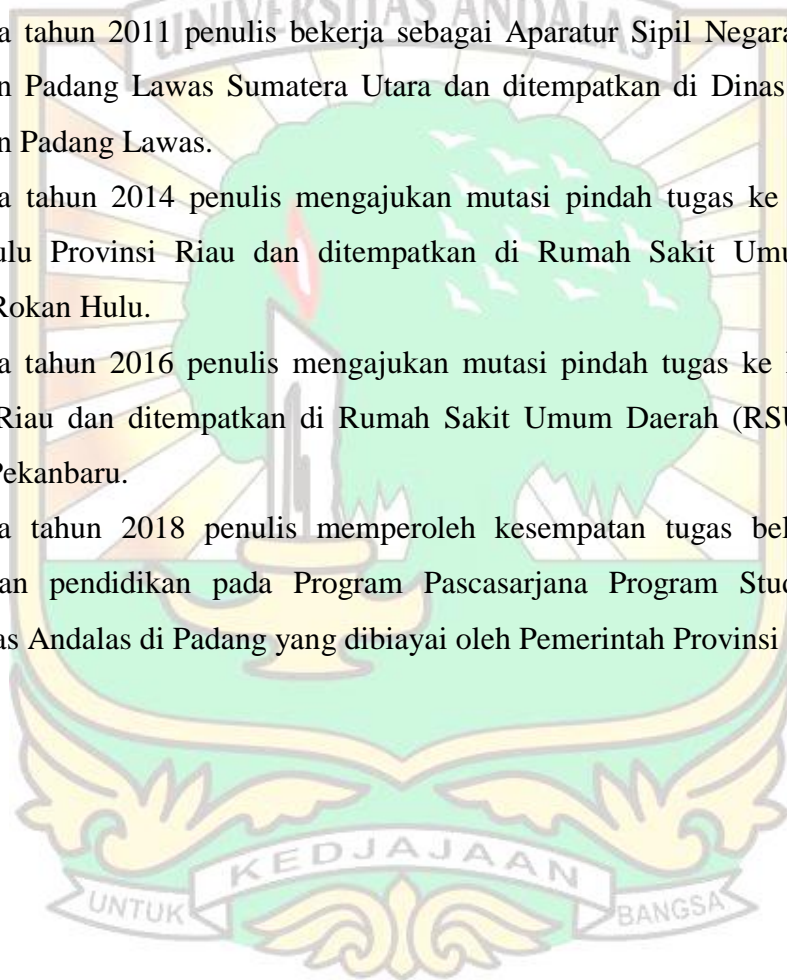 UNIVERSITAS ANDALAS
a tahun 2011 penulis bekerja sebagai Aparatur Sipil Negara
n Padang Lawas Sumatera Utara dan ditempatkan di Dinas
n Padang Lawas.
a tahun 2014 penulis mengajukan mutasi pindah tugas ke
ulu Provinsi Riau dan ditempatkan di Rumah Sakit Umu
Rokan Hulu.
a tahun 2016 penulis mengajukan mutasi pindah tugas ke
Riau dan ditempatkan di Rumah Sakit Umum Daerah (RSU
Pekanbaru.
a tahun 2018 penulis memperoleh kesempatan tugas bel
an pendidikan pada Program Pascasarjana Program Stud
as Andalas di Padang yang dibiayai oleh Pemerintah Provinsi
KEDJAJAAN
UNTUK BANGSA